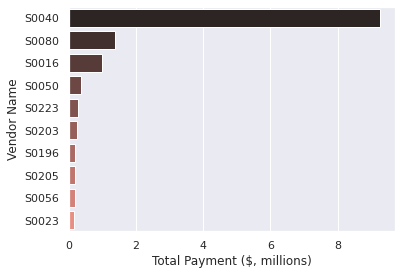 S0040
S0080
S0016
S0050
S0223
S0203
S0196
S0205
S0056
S0023
Vendor Name
0 2 4 6 8
Total Payment ($, millions)